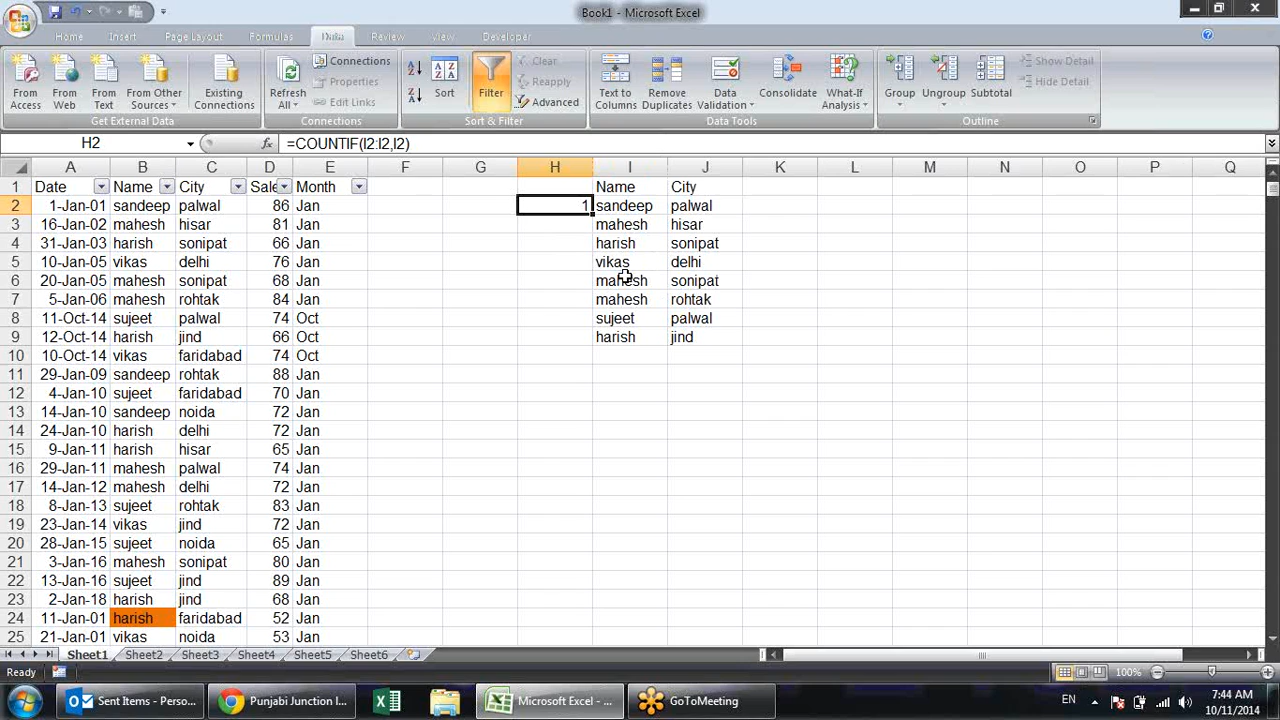 Book1 - Microsoft Excel
Home Insert Page Layout Formulas Data Review View Developer
From Access From Web From Text From Other Sources Existing Connections
Get External Data
Refresh All Connections Properties Edit Links
Connections
Sort Filter Clear Reapply Advanced
Sort & Filter
Text to Columns Remove Duplicates Data Validation Consolidate What-If Analysis
Data Tools
Group Ungroup Subtotal Show Detail Hide Detail
Outline
H2 fx =COUNTIF(I2:I2,I2)
A B C D E F G H I J K L M N O P Q
1 Date Name City Sale Month Name City
2 1-Jan-01 sandeep palwal 86 Jan 1 sandeep palwal
3 16-Jan-02 mahesh hisar 81 Jan mahesh hisar
4 31-Jan-03 harish sonipat 66 Jan harish sonipat
5 10-Jan-05 vikas delhi 76 Jan vikas delhi
6 20-Jan-05 mahesh sonipat 68 Jan mahesh sonipat
7 5-Jan-06 mahesh rohtak 84 Jan mahesh rohtak
8 11-Oct-14 sujeet palwal 74 Oct sujeet palwal
9 12-Oct-14 harish jind 66 Oct harish jind
10 10-Oct-14 vikas faridabad 74 Oct
11 29-Jan-09 sandeep rohtak 88 Jan
12 4-Jan-10 sujeet faridabad 70 Jan
13 14-Jan-10 sandeep noida 72 Jan
14 24-Jan-10 harish delhi 72 Jan
15 9-Jan-11 harish hisar 65 Jan
16 29-Jan-11 mahesh palwal 74 Jan
17 14-Jan-12 mahesh delhi 72 Jan
18 8-Jan-13 sujeet rohtak 83 Jan
19 23-Jan-14 vikas jind 72 Jan
20 28-Jan-15 sujeet noida 65 Jan
21 3-Jan-16 mahesh sonipat 80 Jan
22 13-Jan-16 sujeet jind 89 Jan
23 2-Jan-18 harish jind 68 Jan
24 11-Jan-01 harish faridabad 52 Jan
25 21-Jan-01 vikas noida 53 Jan
Sheet1 Sheet2 Sheet3 Sheet4 Sheet5 Sheet6
Ready 100%
Sent Items - Perso... Punjabi Junction I... Microsoft Excel - ... GoToMeeting EN 7:44 AM
10/11/2014